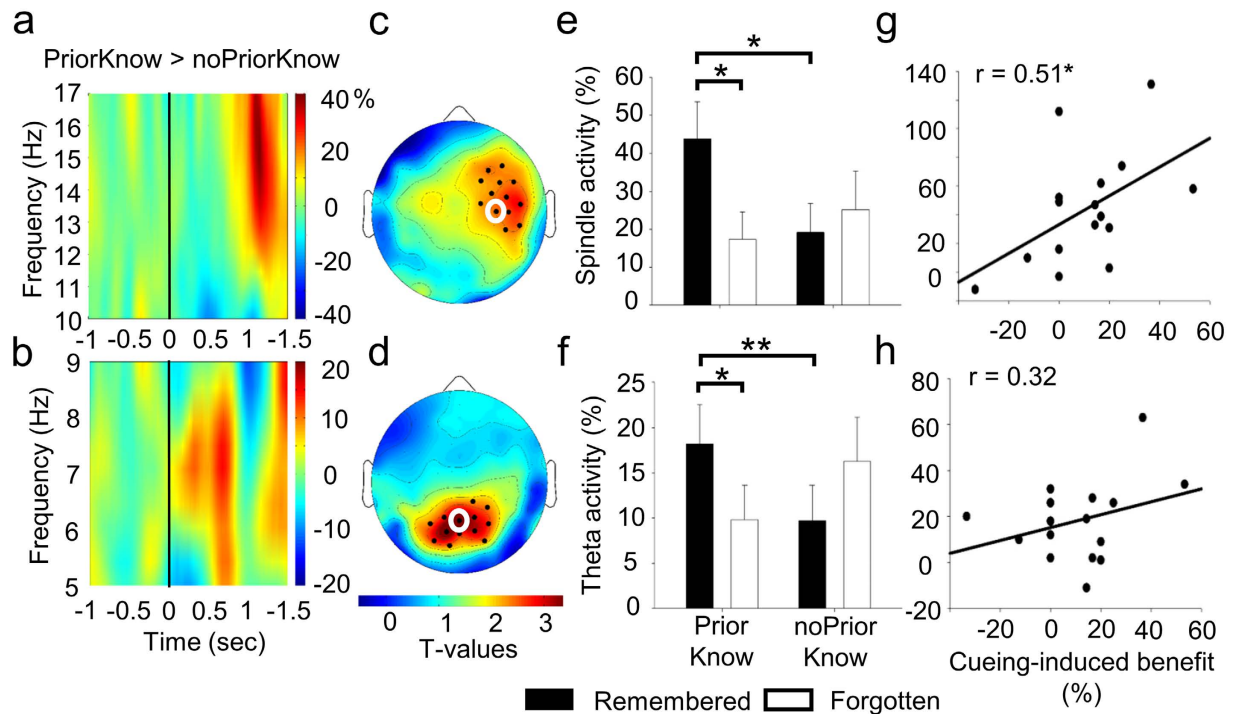 a
PriorKnow > noPriorKnow
Frequency (Hz)
17
16
15
14
13
12
11
10
-1 -0.5 0 0.5 1 -1.5
40 %
20
0
-20
-40
b
Frequency (Hz)
9
8
7
6
5
-1 -0.5 0 0.5 1 -1.5
Time (sec)
20
10
0
-10
-20
c
d
0 1 2 3
T-values
e
Spindle activity (%)
60
50
40
30
20
10
0
*
*
f
Theta activity (%)
25
20
15
10
5
0
**
*
Prior
Know
noPrior
Know
g
r = 0.51*
140
100
60
40
20
0
-20 0 20 40 60
h
r = 0.32
80
60
40
20
0
-20
-20 0 20 40 60
Cueing-induced benefit
(%)
Remembered
Forgotten